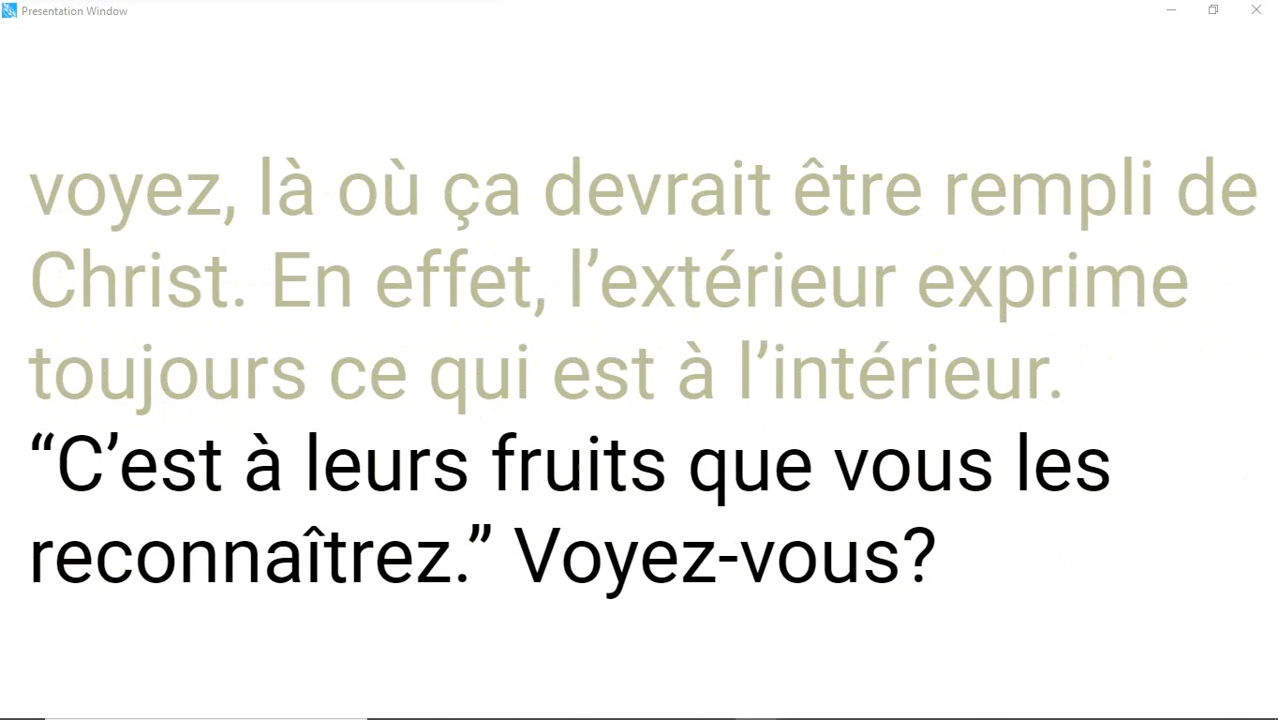 Presentation Window
voyez, là où ça devrait être rempli de
Christ. En effet, l’extérieur exprime
toujours ce qui est à l’intérieur.
“C’est à leurs fruits que vous les
reconnaîtrez.” Voyez-vous?